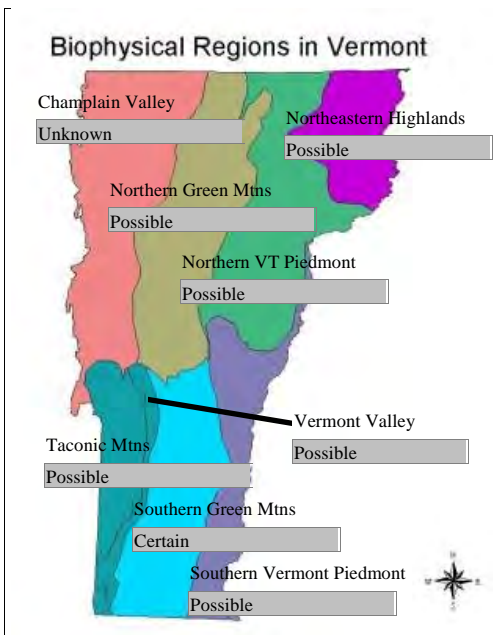 Biophysical Regions in Vermont
Champlain Valley
Unknown
Northeastern Highlands
Possible
Northern Green Mtns
Possible
Northern VT Piedmont
Possible
Vermont Valley
Possible
Taconic Mtns
Possible
Southern Green Mtns
Certain
Southern Vermont Piedmont
Possible